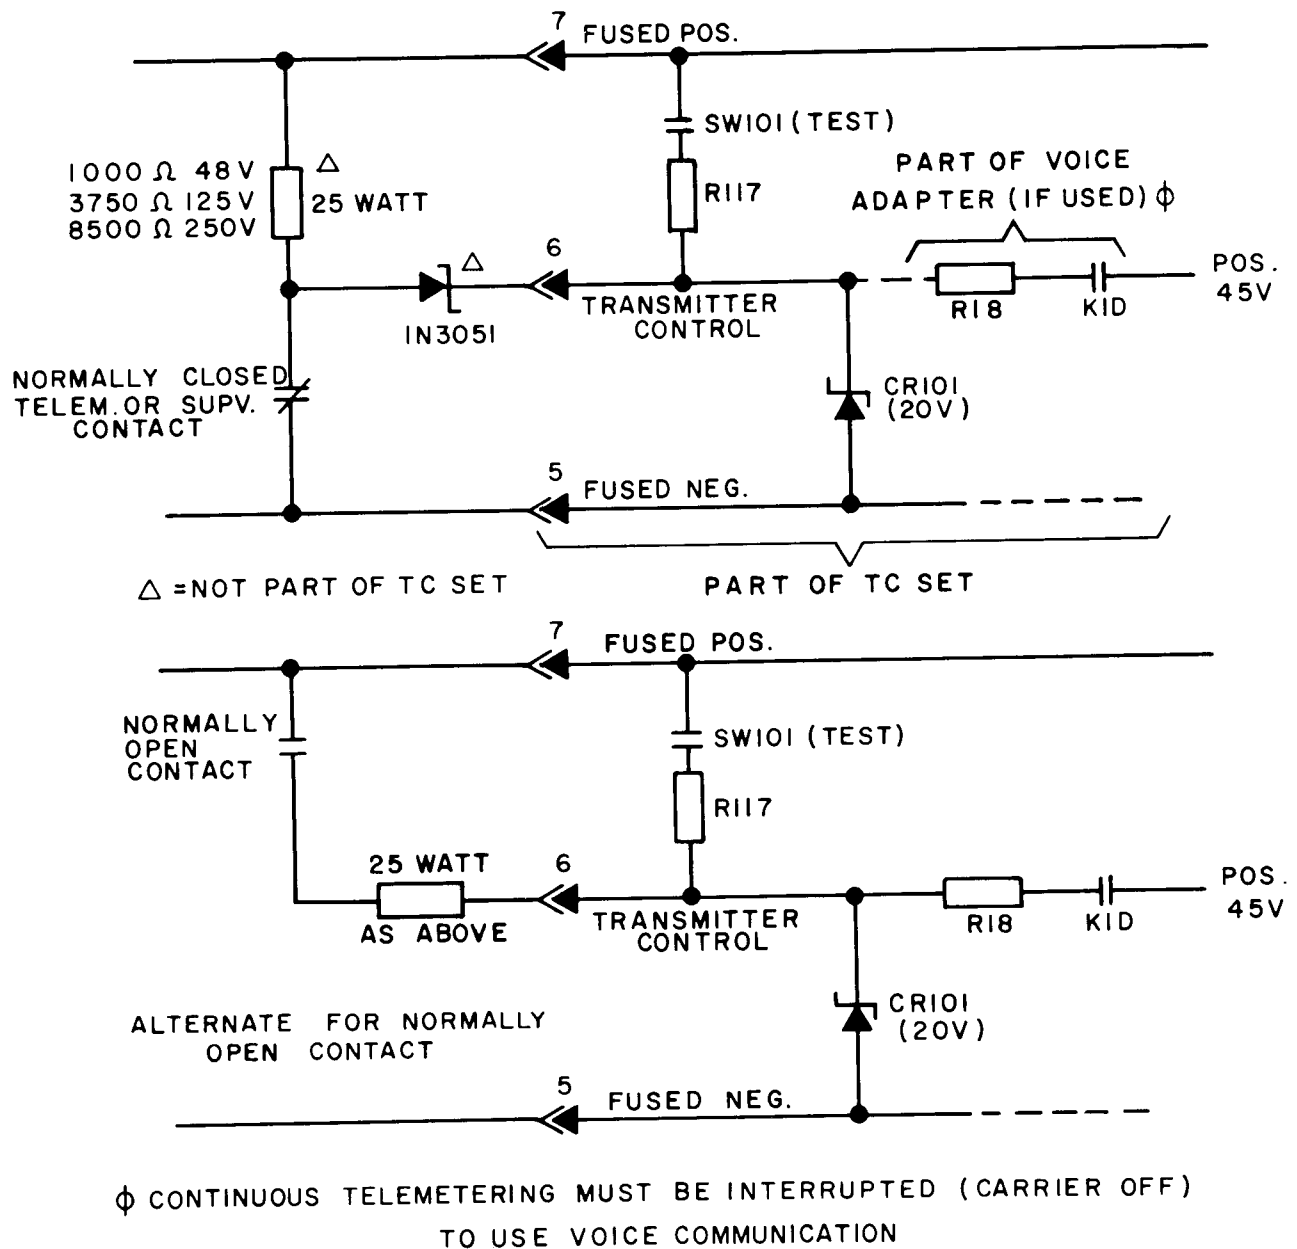 7
FUSED POS.
SW101 (TEST)
1000 Ω 48V
3750 Ω 125V
8500 Ω 250V
△
25 WATT
R117
PART OF VOICE
ADAPTER (IF USED) ϕ
6
△
1N3051
TRANSMITTER
CONTROL
R18
K1D
POS.
45V
NORMALLY CLOSED
TELEM. OR SUPV.
CONTACT
CR101
(20V)
5
FUSED NEG.
△ =NOT PART OF TC SET
PART OF TC SET
7
FUSED POS.
NORMALLY
OPEN
CONTACT
SW101 (TEST)
R117
25 WATT
AS ABOVE
6
TRANSMITTER
CONTROL
R18
K1D
POS.
45V
CR101
(20V)
ALTERNATE FOR NORMALLY
OPEN CONTACT
5
FUSED NEG.
ϕ CONTINUOUS TELEMETERING MUST BE INTERRUPTED (CARRIER OFF)
TO USE VOICE COMMUNICATION